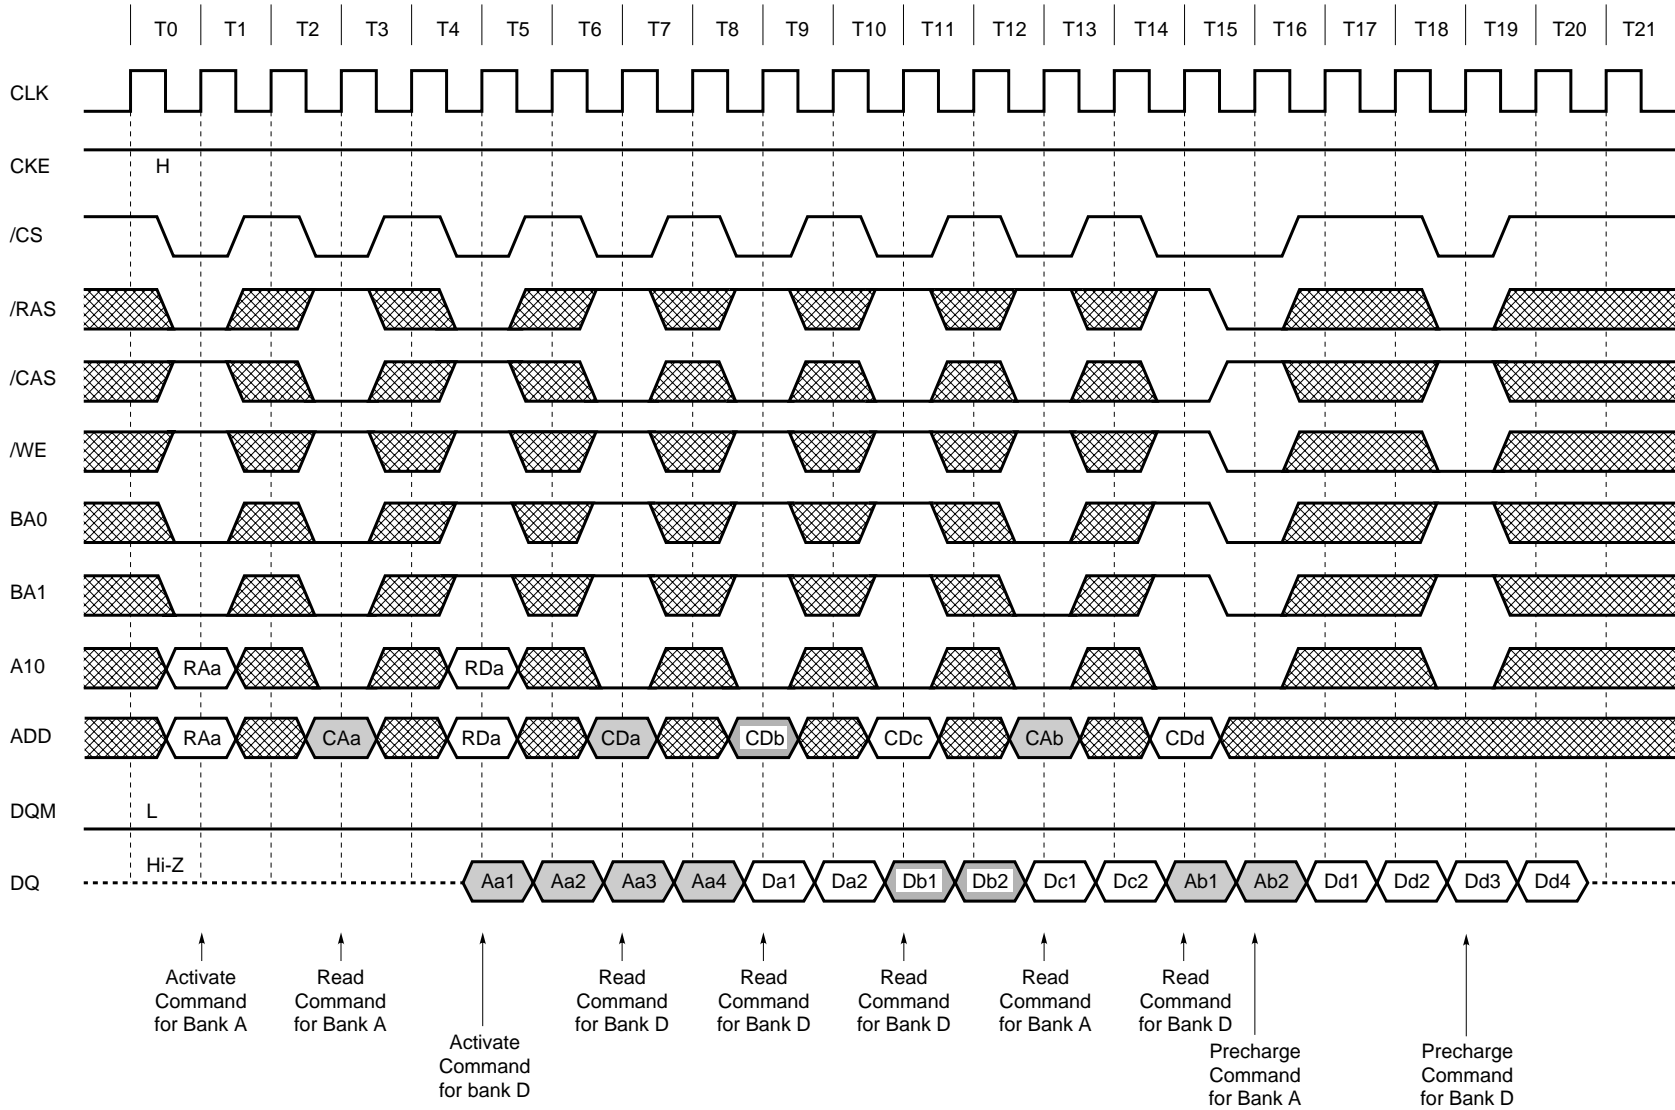 T0 T1 T2 T3 T4 T5 T6 T7 T8 T9 T10 T11 T12 T13 T14 T15 T16 T17 T18 T19 T20 T21
CLK
CKE H
/CS
/RAS
/CAS
/WE
BA0
BA1
A10 RAa RDa
ADD RAa CAa RDa CDa CDb CDc CAb CDd
DQM L
Hi-Z
DQ Aa1 Aa2 Aa3 Aa4 Da1 Da2 Db1 Db2 Dc1 Dc2 Ab1 Ab2 Dd1 Dd2 Dd3 Dd4
Activate
Command
for Bank A
Read
Command
for Bank A
Activate
Command
for bank D
Read
Command
for Bank D
Read
Command
for Bank D
Read
Command
for Bank D
Read
Command
for Bank A
Read
Command
for Bank D
Precharge
Command
for Bank A
Precharge
Command
for Bank D